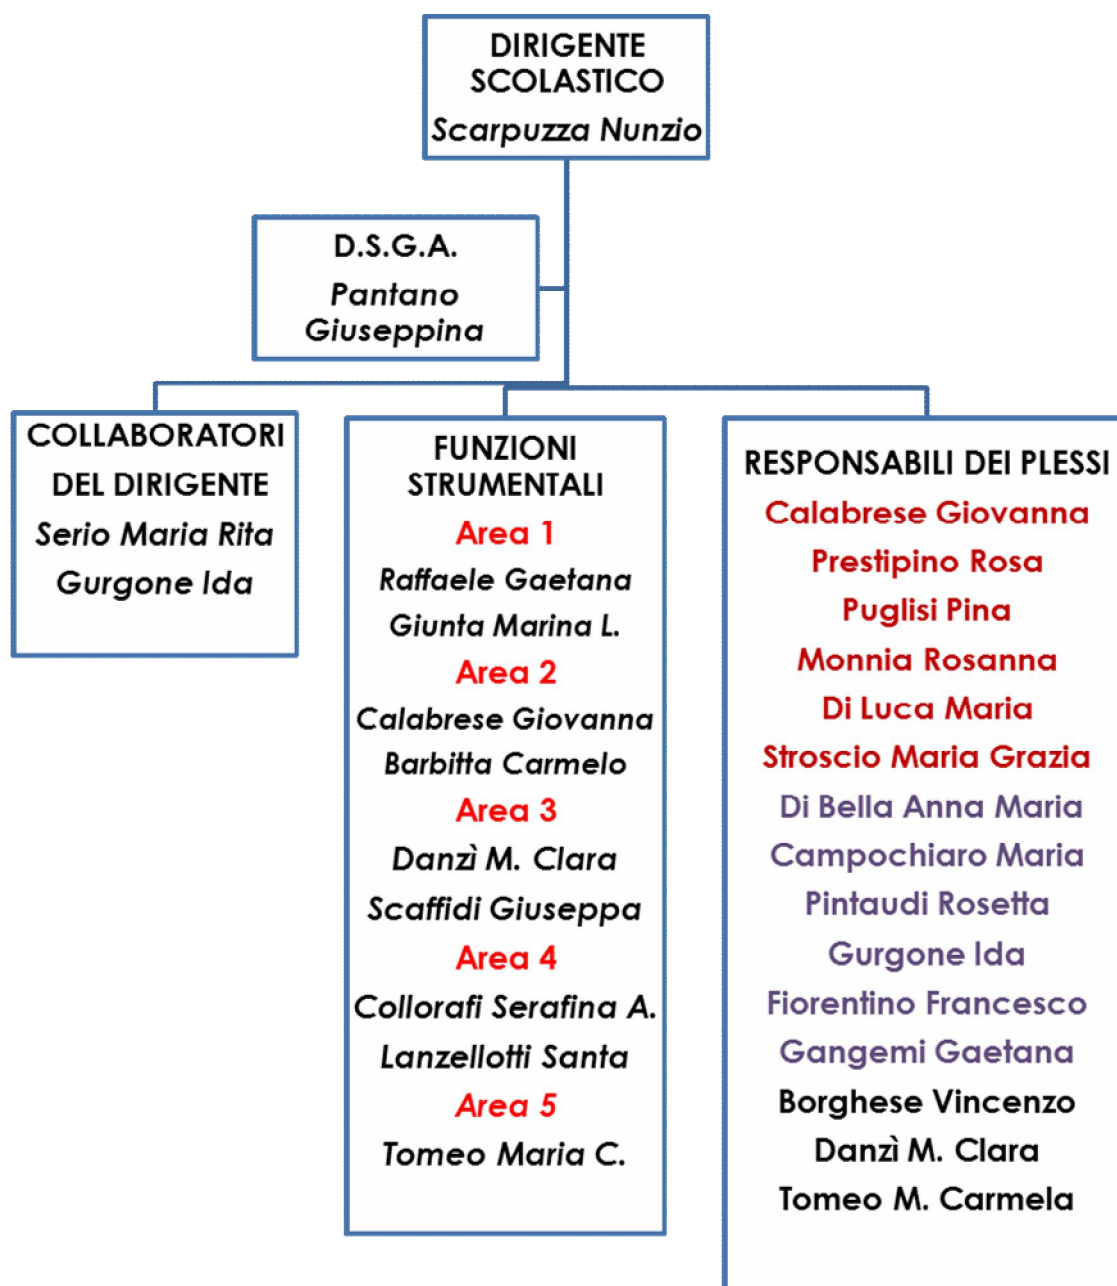 DIRIGENTE
SCOLASTICO
Scarpuzza Nunzio
D.S.G.A.
Pantano
Giuseppina
COLLABORATORI
DEL DIRIGENTE
Serio Maria Rita
Gurgone Ida
FUNZIONI
STRUMENTALI
Area 1
Raffaele Gaetana
Giunta Marina L.
Area 2
Calabrese Giovanna
Barbitta Carmelo
Area 3
Danzì M. Clara
Scaffidi Giuseppa
Area 4
Collorafi Serafina A.
Lanzellotti Santa
Area 5
Tomeo Maria C.
RESPONSABILI DEI PLESSI
Calabrese Giovanna
Prestipino Rosa
Puglisi Pina
Monnia Rosanna
Di Luca Maria
Stroscio Maria Grazia
Di Bella Anna Maria
Campochiaro Maria
Pintaudi Rosetta
Gurgone Ida
Fiorentino Francesco
Gangemi Gaetana
Borghese Vincenzo
Danzì M. Clara
Tomeo M. Carmela